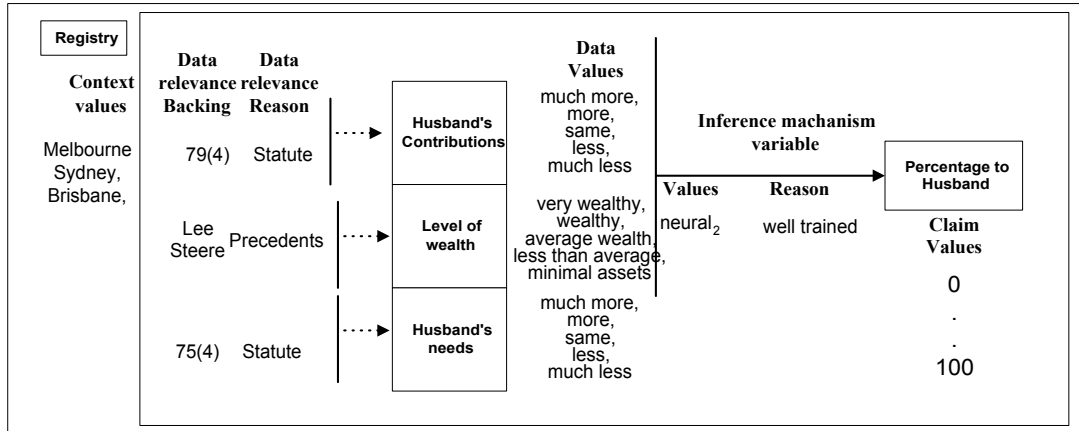 Registry
Context
values
Melbourne
Sydney,
Brisbane,
Data
relevance
Backing
Data
relevance
Reason
79(4)
Statute
Lee
Steere
Precedents
75(4)
Statute
Husband's
Contributions
Level of
wealth
Husband's
needs
Data
Values
much more,
more,
same,
less,
much less
very wealthy,
wealthy,
average wealth,
less than average,
minimal assets
much more,
more,
same,
less,
much less
Inference machanism
variable
Values
Reason
neural2
well trained
Percentage to
Husband
Claim
Values
0
.
.
100